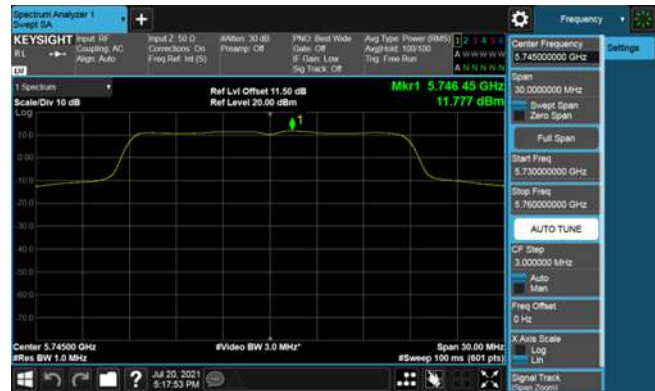 Spectrum Analyzer 1
Swept SA
+
Frequency
KEYSIGHT
RL
Input: RF
Coupling: AC
Align: Auto
Input Z: 50 Ω
Corrections: On
Freq Ref: Int (S)
#Atten: 30 dB
Preamp: Off
PNO: Best Wide
Gate: Off
IF Gain: Low
Sig Track: Off
Avg Type: Power (RMS)
Avg|Hold: 100/100
Trig: Free Run
1 2 3 4 5 6
A W W W W W
A N N N N N
LM
1 Spectrum
Scale/Div 10 dB
Log
Ref Lvl Offset 11.50 dB
Ref Level 20.00 dBm
Mkr1 5.746 45 GHz
11.777 dBm
1
10.0
0.00
-10.0
-20.0
-30.0
-40.0
-50.0
-60.0
-70.0
Center 5.74500 GHz
#Res BW 1.0 MHz
#Video BW 3.0 MHz*
Span 30.00 MHz
#Sweep 100 ms (601 pts)
Jul 20, 2021
5:17:53 PM
Center Frequency
5.745000000 GHz
Settings
Span
30.0000000 MHz
Swept Span
Zero Span
Full Span
Start Freq
5.730000000 GHz
Stop Freq
5.760000000 GHz
AUTO TUNE
CF Step
3.000000 MHz
Auto
Man
Freq Offset
0 Hz
X Axis Scale
Log
Lin
Signal Track
(Span Zoom)